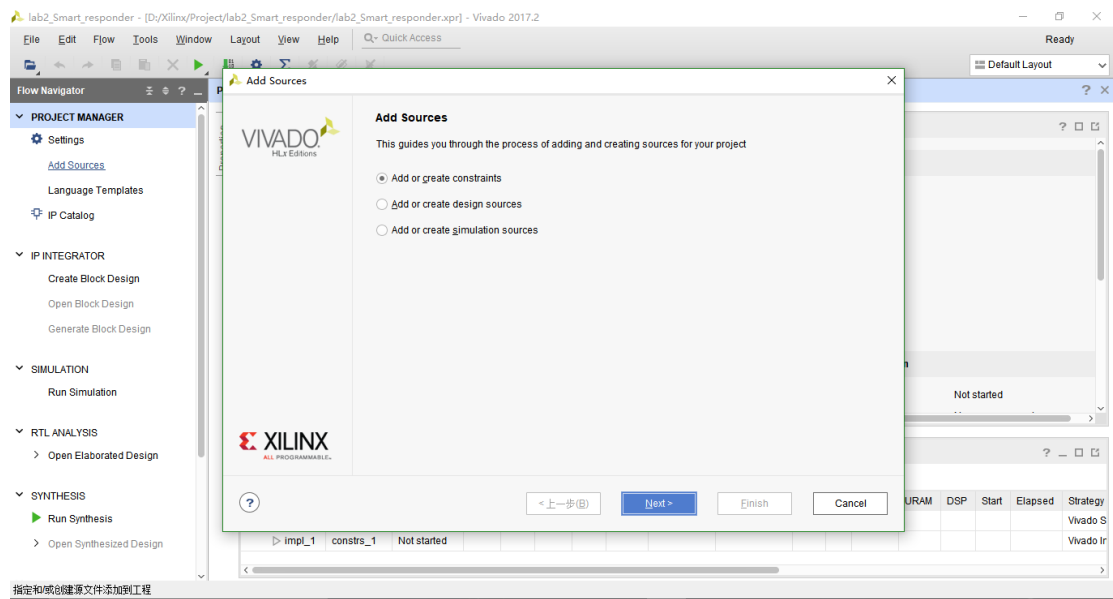 lab2_Smart_responder - [D:/Xilinx/Project/lab2_Smart_responder/lab2_Smart_responder.xpr] - Vivado 2017.2
File Edit Flow Tools Window Layout View Help Quick Access Ready
Default Layout
Flow Navigator
PROJECT MANAGER
Settings
Add Sources
Language Templates
IP Catalog
IP INTEGRATOR
Create Block Design
Open Block Design
Generate Block Design
SIMULATION
Run Simulation
RTL ANALYSIS
Open Elaborated Design
SYNTHESIS
Run Synthesis
Open Synthesized Design
Add Sources
VIVADO
HLx Editions
Add Sources
This guides you through the process of adding and creating sources for your project
Add or create constraints
Add or create design sources
Add or create simulation sources
XILINX
ALL PROGRAMMABLE.
? <上一步(B) Next > Finish Cancel
Not started
URAM DSP Start Elapsed Strategy
Vivado S
impl_1 constrs_1 Not started Vivado Ir
指定和/或创建源文件添加到工程